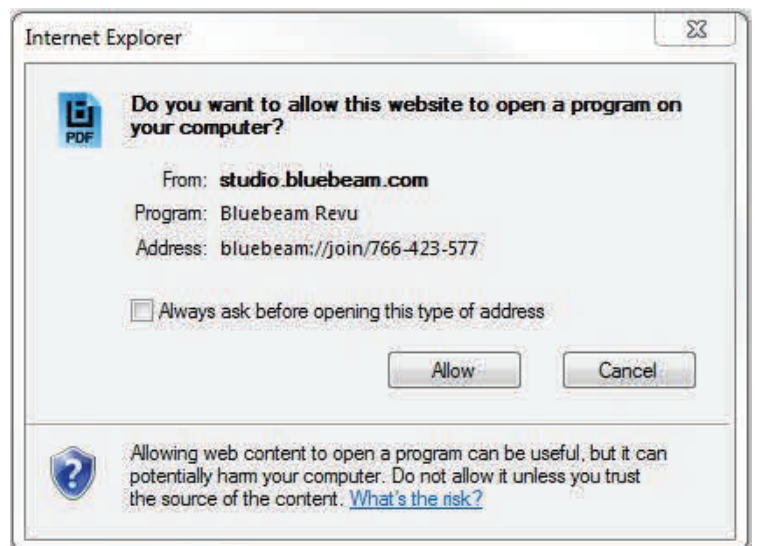 Internet Explorer
PDF
Do you want to allow this website to open a program on
your computer?
From: studio.bluebeam.com
Program: Bluebeam Revu
Address: bluebeam://join/766-423-577
Always ask before opening this type of address
Allow Cancel
Allowing web content to open a program can be useful, but it can
potentially harm your computer. Do not allow it unless you trust
the source of the content. What's the risk?